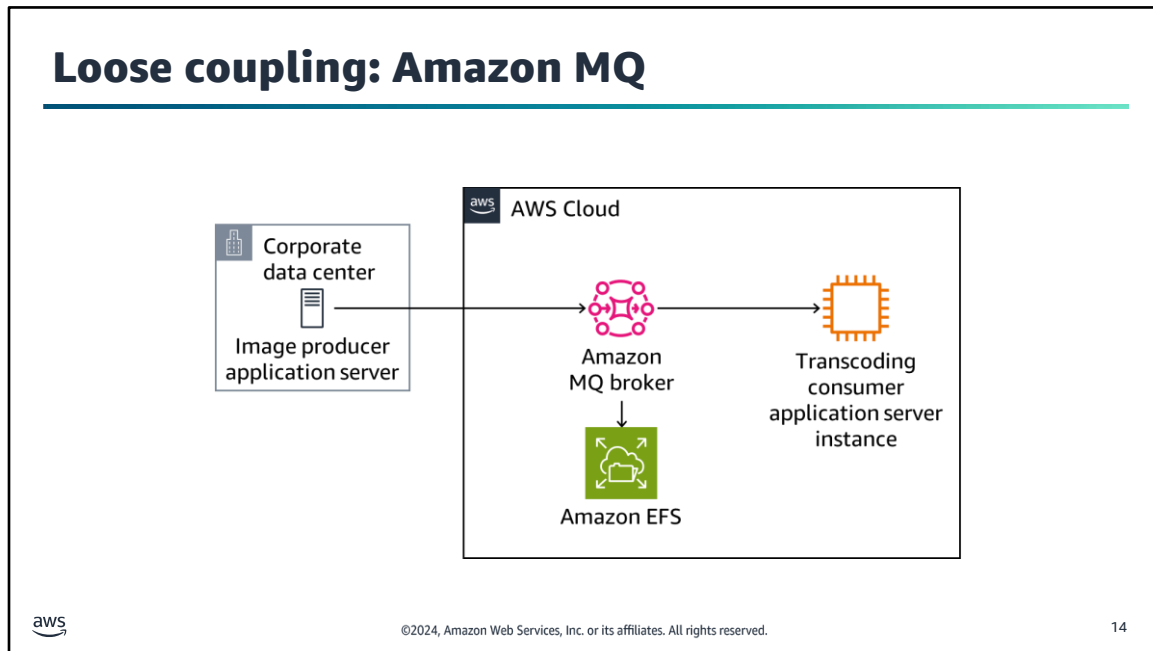 Loose coupling: Amazon MQ
aws
AWS Cloud
Corporate
data center
Image producer
application server
Amazon
MQ broker
Transcoding
consumer
application server
instance
Amazon EFS
aws
©2024, Amazon Web Services, Inc. or its affiliates. All rights reserved.
14